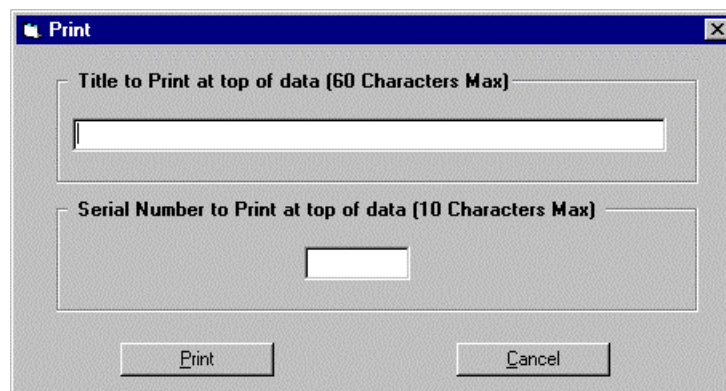 Print
Title to Print at top of data (60 Characters Max)
Serial Number to Print at top of data (10 Characters Max)
Print Cancel